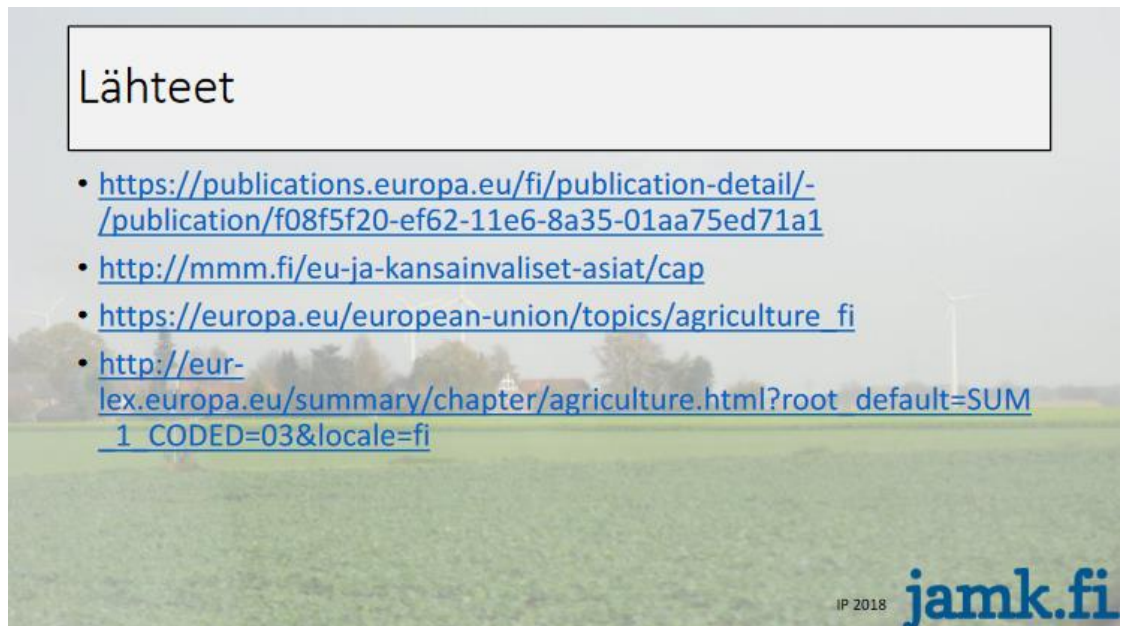 Lähteet
• https://publications.europa.eu/fi/publication-detail/-
/publication/f08f5f20-ef62-11e6-8a35-01aa75ed71a1
• http://mmm.fi/eu-ja-kansainvaliset-asiat/cap
• https://europa.eu/european-union/topics/agriculture_fi
• http://eur-
lex.europa.eu/summary/chapter/agriculture.html?root_default=SUM
_1_CODED=03&locale=fi
IP 2018
jamk.fi